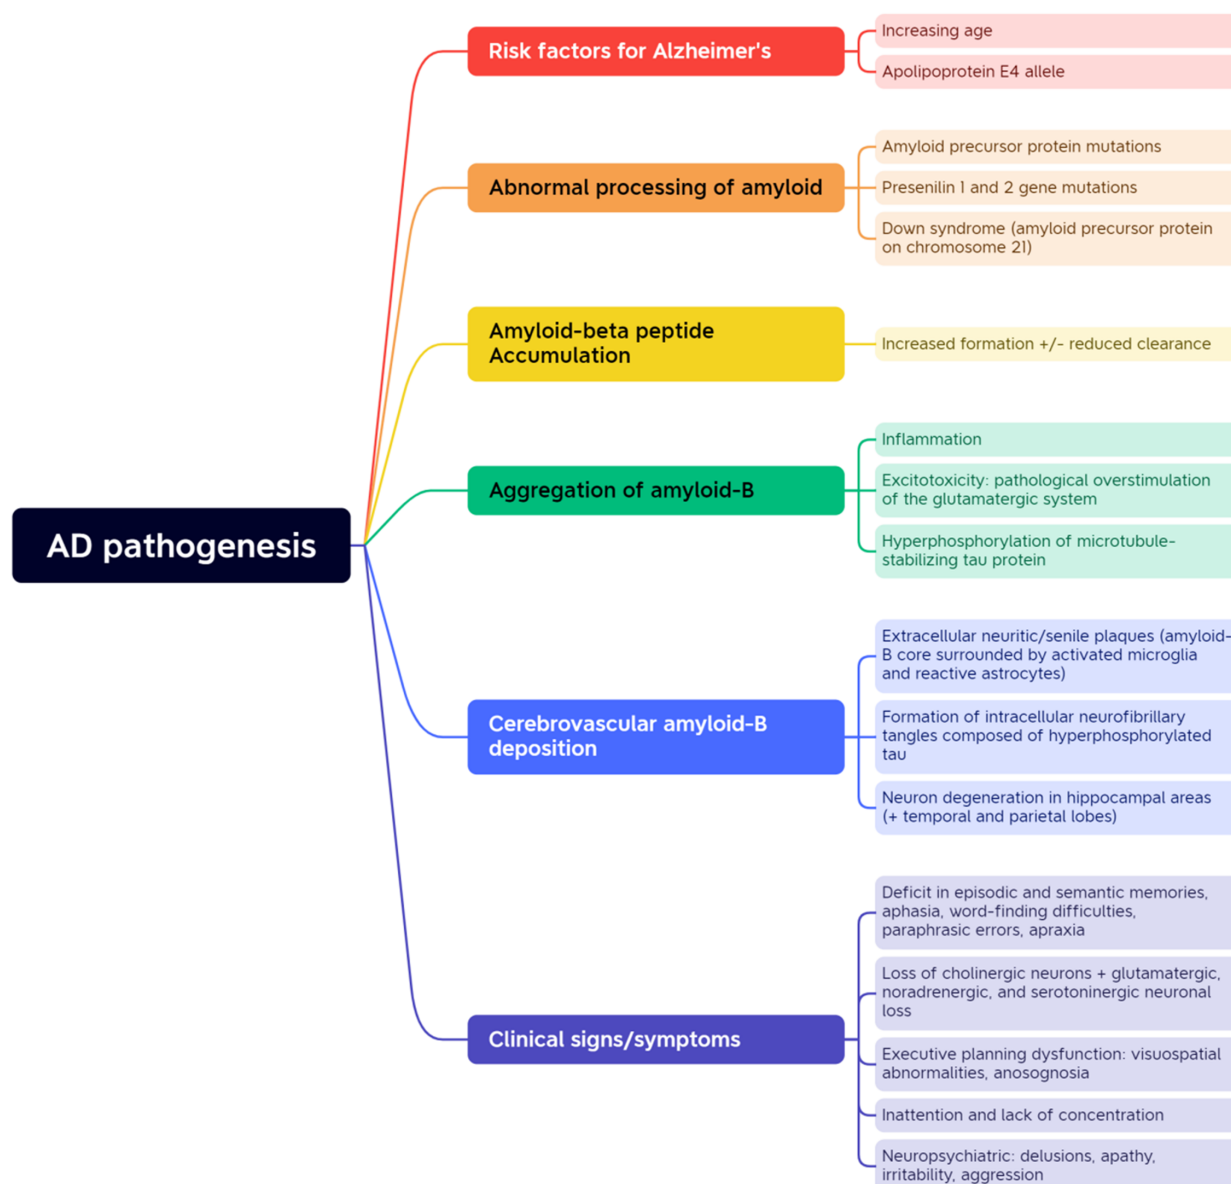 AD pathogenesis
Risk factors for Alzheimer's
Increasing age
Apolipoprotein E4 allele
Abnormal processing of amyloid
Amyloid precursor protein mutations
Presenilin 1 and 2 gene mutations
Down syndrome (amyloid precursor protein
on chromosome 21)
Amyloid-beta peptide
Accumulation
Increased formation +/- reduced clearance
Aggregation of amyloid-B
Inflammation
Excitotoxicity: pathological overstimulation
of the glutamatergic system
Hyperphosphorylation of microtubule-
stabilizing tau protein
Cerebrovascular amyloid-B
deposition
Extracellular neuritic/senile plaques (amyloid-
B core surrounded by activated microglia
and reactive astrocytes)
Formation of intracellular neurofibrillary
tangles composed of hyperphosphorylated
tau
Neuron degeneration in hippocampal areas
(+ temporal and parietal lobes)
Clinical signs/symptoms
Deficit in episodic and semantic memories,
aphasia, word-finding difficulties,
paraphrasic errors, apraxia
Loss of cholinergic neurons + glutamatergic,
noradrenergic, and serotoninergic neuronal
loss
Executive planning dysfunction: visuospatial
abnormalities, anosognosia
Inattention and lack of concentration
Neuropsychiatric: delusions, apathy,
irritability, aggression